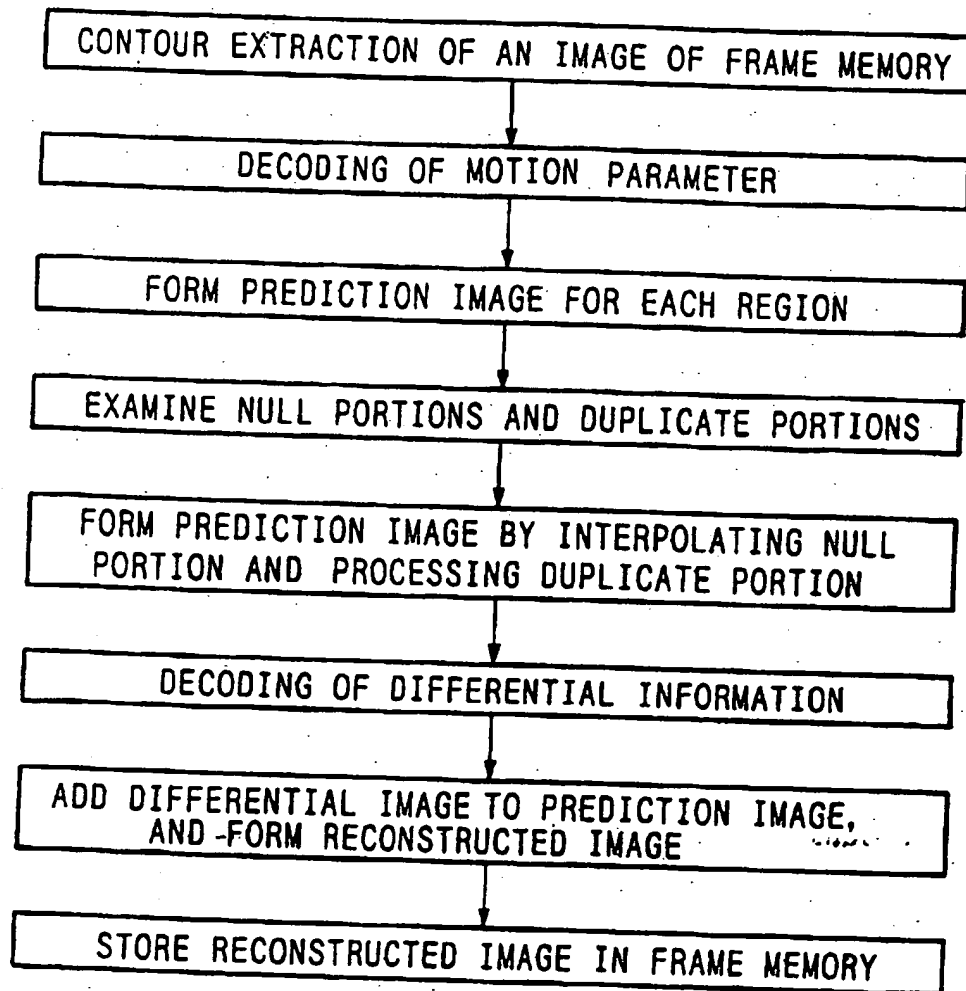 CONTOUR EXTRACTION OF AN IMAGE OF FRAME MEMORY
DECODING OF MOTION PARAMETER
FORM PREDICTION IMAGE FOR EACH REGION
EXAMINE NULL PORTIONS AND DUPLICATE PORTIONS
FORM PREDICTION IMAGE BY INTERPOLATING NULL
PORTION AND PROCESSING DUPLICATE PORTION
DECODING OF DIFFERENTIAL INFORMATION
ADD DIFFERENTIAL IMAGE TO PREDICTION IMAGE,
AND FORM RECONSTRUCTED IMAGE
STORE RECONSTRUCTED IMAGE IN FRAME MEMORY